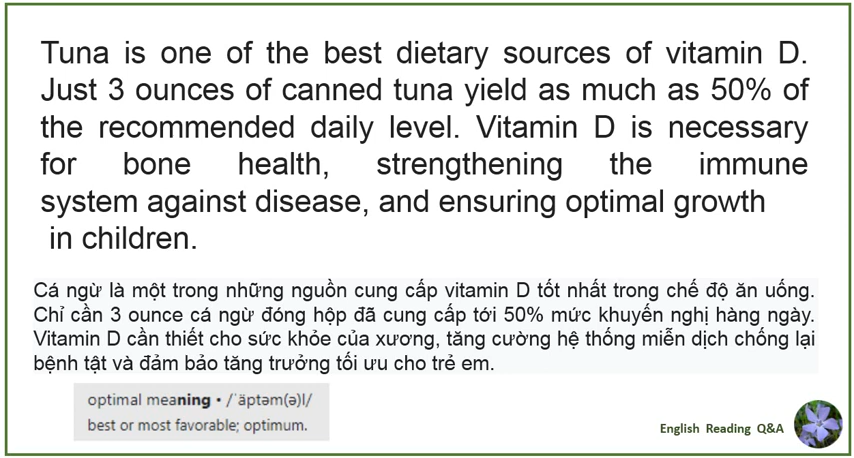 Tuna is one of the best dietary sources of vitamin D.
Just 3 ounces of canned tuna yield as much as 50% of
the recommended daily level. Vitamin D is necessary
for bone health, strengthening the immune
system against disease, and ensuring optimal growth
in children.
Cá ngừ là một trong những nguồn cung cấp vitamin D tốt nhất trong chế độ ăn uống.
Chỉ cần 3 ounce cá ngừ đóng hộp đã cung cấp tới 50% mức khuyến nghị hàng ngày.
Vitamin D cần thiết cho sức khỏe của xương, tăng cường hệ thống miễn dịch chống lại
bệnh tật và đảm bảo tăng trưởng tối ưu cho trẻ em.
optimal meaning • /ˈäptəm(ə)l/
best or most favorable; optimum.
English Reading Q&A